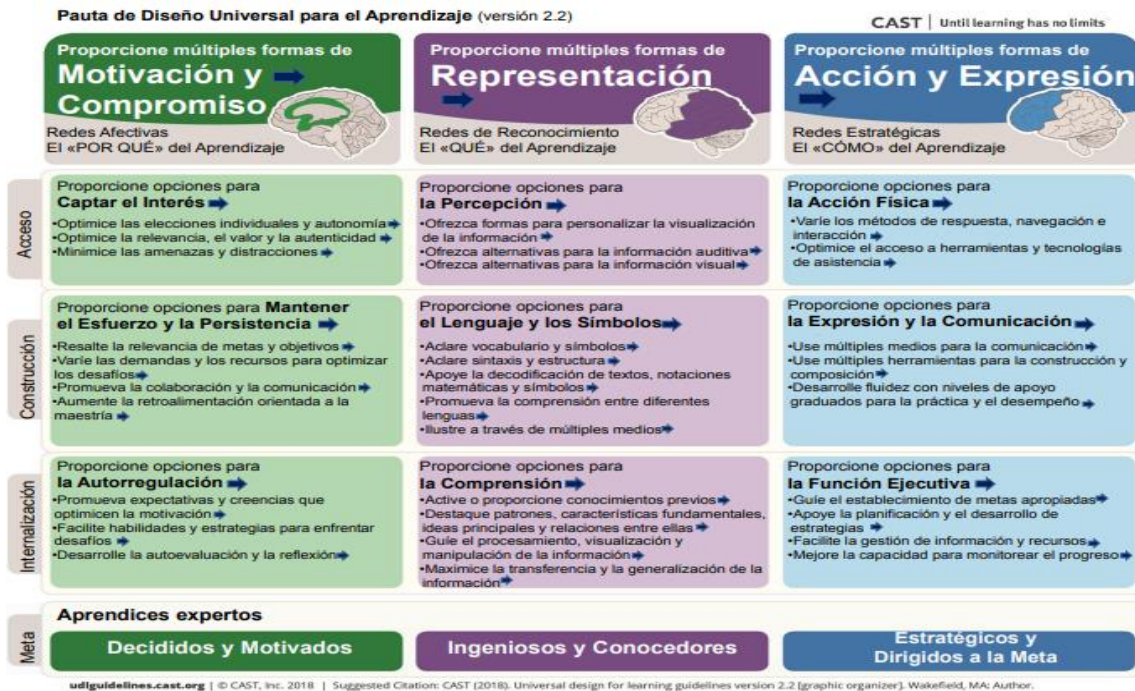 Pauta de Diseño Universal para el Aprendizaje (versión 2.2)
CAST | Until learning has no limits
Proporcione múltiples formas de
Motivación y
Compromiso
Redes Afectivas
El «POR QUÉ» del Aprendizaje
Proporcione múltiples formas de
Representación
Redes de Reconocimiento
El «QUÉ» del Aprendizaje
Proporcione múltiples formas de
Acción y Expresión
Redes Estratégicas
El «CÓMO» del Aprendizaje
Acceso
Proporcione opciones para
Captar el Interés
•Optimice las elecciones individuales y autonomía
•Optimice la relevancia, el valor y la autenticidad
•Minimice las amenazas y distracciones
Proporcione opciones para
la Percepción
•Ofrezca formas para personalizar la visualización
de la información
•Ofrezca alternativas para la información auditiva
•Ofrezca alternativas para la información visual
Proporcione opciones para
la Acción Física
•Varíe los métodos de respuesta, navegación e
interacción
•Optimice el acceso a herramientas y tecnologías
de asistencia
Construcción
Proporcione opciones para Mantener
el Esfuerzo y la Persistencia
•Resalte la relevancia de metas y objetivos
•Varíe las demandas y los recursos para optimizar
los desafíos
•Promueva la colaboración y la comunicación
•Aumente la retroalimentación orientada a la
maestría
Proporcione opciones para
el Lenguaje y los Símbolos
•Aclare vocabulario y símbolos
•Aclare sintaxis y estructura
•Apoye la decodificación de textos, notaciones
matemáticas y símbolos
•Promueva la comprensión entre diferentes
lenguas
•Ilustre a través de múltiples medios
Proporcione opciones para
la Expresión y la Comunicación
•Use múltiples medios para la comunicación
•Use múltiples herramientas para la construcción y
composición
•Desarrolle fluidez con niveles de apoyo
graduados para la práctica y el desempeño
Internalización
Proporcione opciones para
la Autorregulación
•Promueva expectativas y creencias que
optimicen la motivación
•Facilite habilidades y estrategias para enfrentar
desafíos
•Desarrolle la autoevaluación y la reflexión
Proporcione opciones para
la Comprensión
•Active o proporcione conocimientos previos
•Destaque patrones, características fundamentales,
ideas principales y relaciones entre ellas
•Guíe el procesamiento, visualización y
manipulación de la información
•Maximice la transferencia y la generalización de la
información
Proporcione opciones para
la Función Ejecutiva
•Guíe el establecimiento de metas apropiadas
•Apoye la planificación y el desarrollo de
estrategias
•Facilite la gestión de información y recursos
•Mejore la capacidad para monitorear el progreso
Meta
Aprendices expertos
Decididos y Motivados
Ingeniosos y Conocedores
Estratégicos y
Dirigidos a la Meta
udlguidelines.cast.org | © CAST, Inc. 2018 | Suggested Citation: CAST (2018). Universal design for learning guidelines version 2.2 [graphic organizer]. Wakefield, MA: Author.